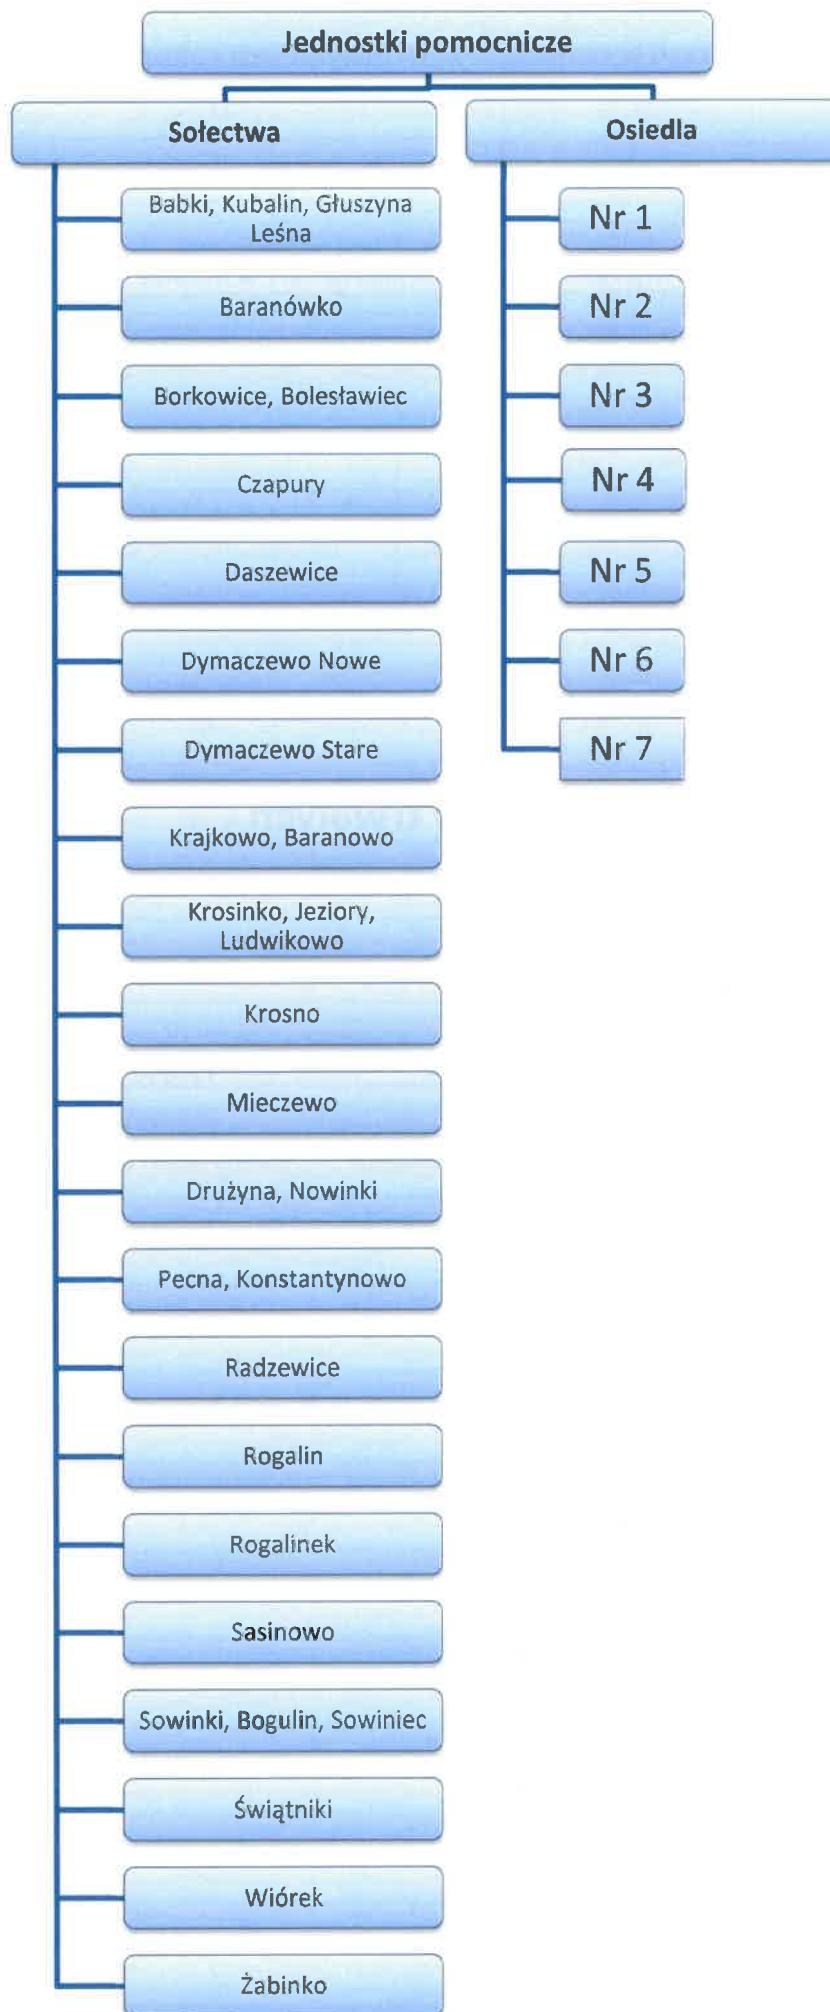 Jednostki pomocnicze
Sołectwa
Babki, Kubalin, Głuszyna
Leśna
Baranówko
Borkowice, Bolesławiec
Czapury
Daszewice
Dymaczewo Nowe
Dymaczewo Stare
Krajkowo, Baranowo
Krosinko, Jeziory,
Ludwikowo
Krosno
Mieczewo
Drużyna, Nowinki
Pecna, Konstantynowo
Radzewice
Rogalin
Rogalinek
Sasinowo
Sowinki, Bogulin, Sowiniec
Świątniki
Wiórek
Żabinko
Osiedla
Nr 1
Nr 2
Nr 3
Nr 4
Nr 5
Nr 6
Nr 7